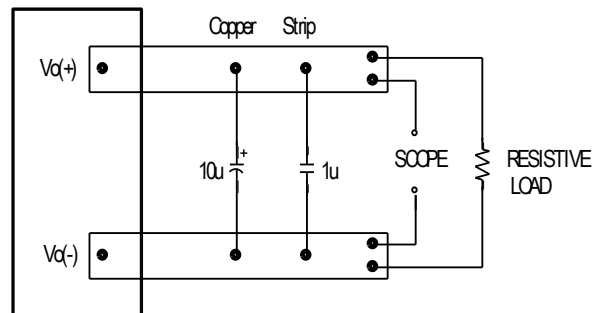 Copper Strip
Vo(+)
+
10u
1u
SCOPE
RESISTIVE
LOAD
Vo(-)